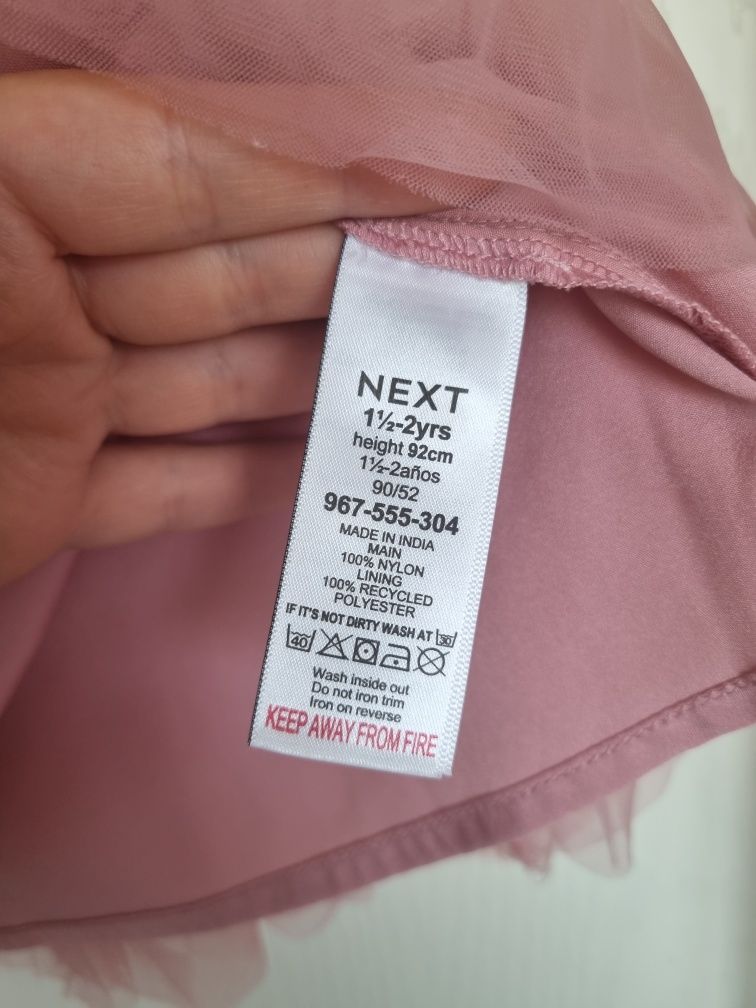 NEXT
1½-2yrs
height 92cm
1½-2años
90/52
967-555-304
MADE IN INDIA
MAIN
100% NYLON
LINING
100% RECYCLED
POLYESTER
IF IT'S NOT DIRTY WASH AT 30
40
Wash inside out
Do not iron trim
Iron on reverse
KEEP AWAY FROM FIRE